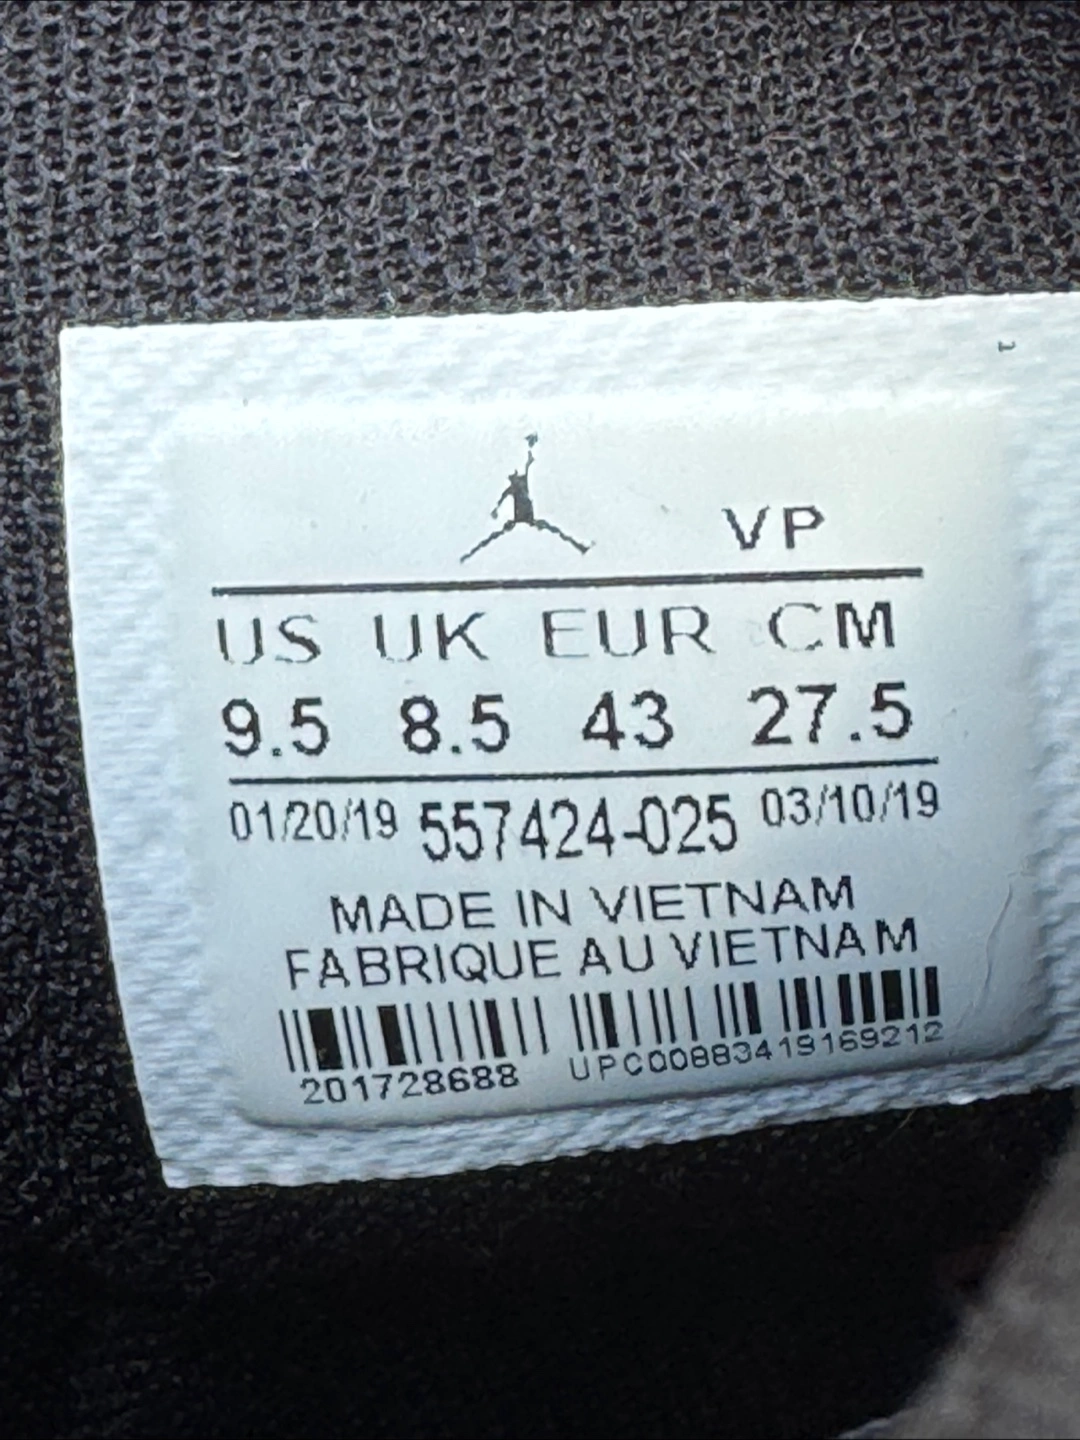 VP
US UK EUR CM
9.5 8.5 43 27.5
01/20/19 557424-025 03/10/19
MADE IN VIETNAM
FABRIQUE AU VIETNAM
201728688 UPC00883419169212